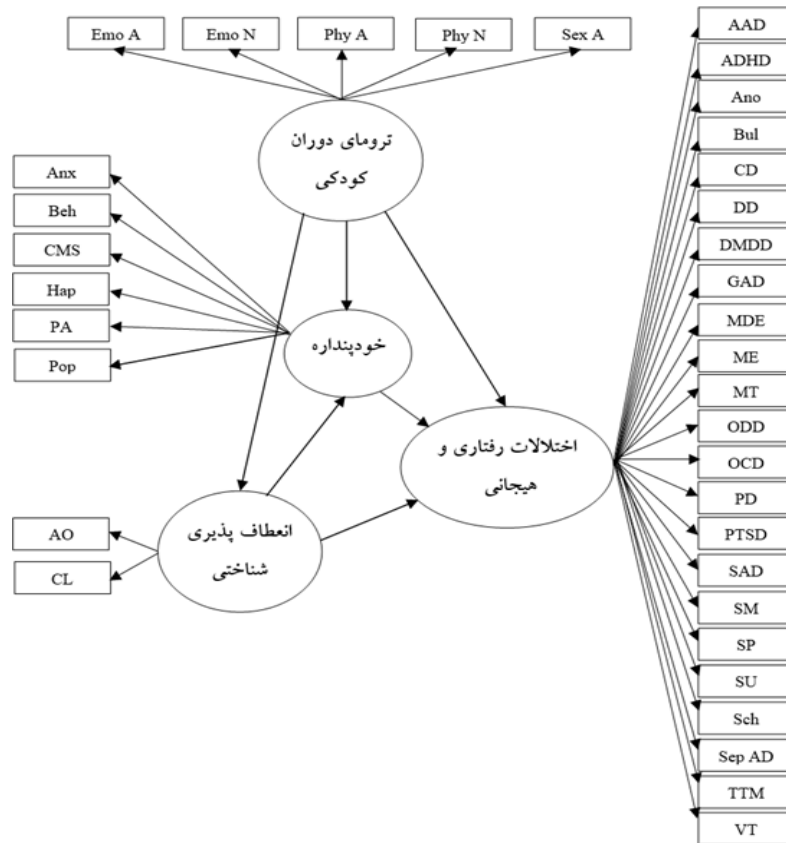 Emo A
Emo N
Phy A
Phy N
Sex A
ترومای دوران
کودکی
Anx
Beh
CMS
Hap
PA
Pop
خودپنداره
اختلالات رفتاری و
هیجانی
انعطاف پذیری
شناختی
AO
CL
AAD
ADHD
Ano
Bul
CD
DD
DMDD
GAD
MDE
ME
MT
ODD
OCD
PD
PTSD
SAD
SM
SP
SU
Sch
Sep AD
TTM
VT